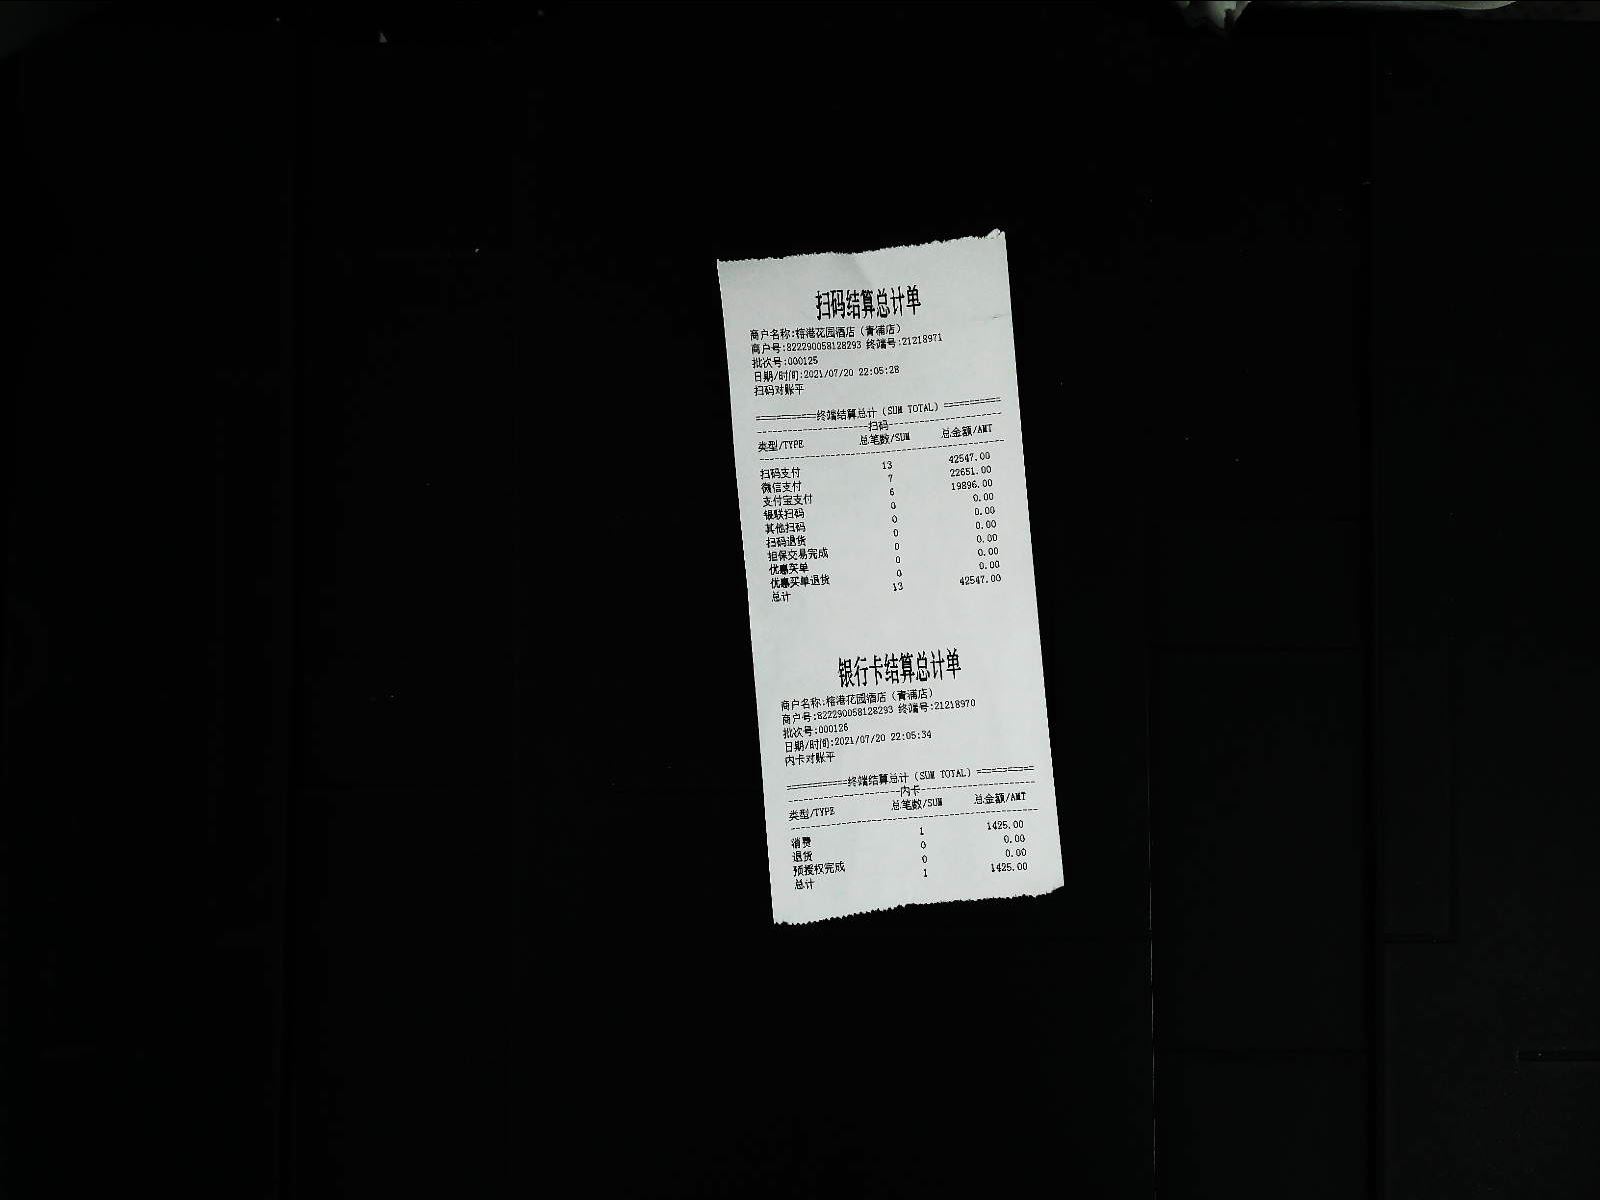 扫码结算总计单
商户名称:榕港花园酒店（青浦店）
商户号:822290058128293 终端号:21218971
批次号:000125
日期/时间:2021/07/20 22:05:28
扫码对账平
============终端结算总计（SUM TOTAL）===========
----------------------扫码----------------------
类型/TYPE 总笔数/SUM 总金额/AMT
扫码支付 13 42547.00
微信支付 7 22651.00
支付宝支付 6 19896.00
银联扫码 0 0.00
其他扫码 0 0.00
扫码退货 0 0.00
担保交易完成 0 0.00
优惠买单 0 0.00
优惠买单退货 0 0.00
总计 13 42547.00
银行卡结算总计单
商户名称:榕港花园酒店（青浦店）
商户号:822290058128293 终端号:21218970
批次号:000126
日期/时间:2021/07/20 22:05:34
内卡对账平
============终端结算总计（SUM TOTAL）===========
----------------------内卡----------------------
类型/TYPE 总笔数/SUM 总金额/AMT
消费 1 1425.00
退货 0 0.00
预授权完成 0 0.00
总计 1 1425.00